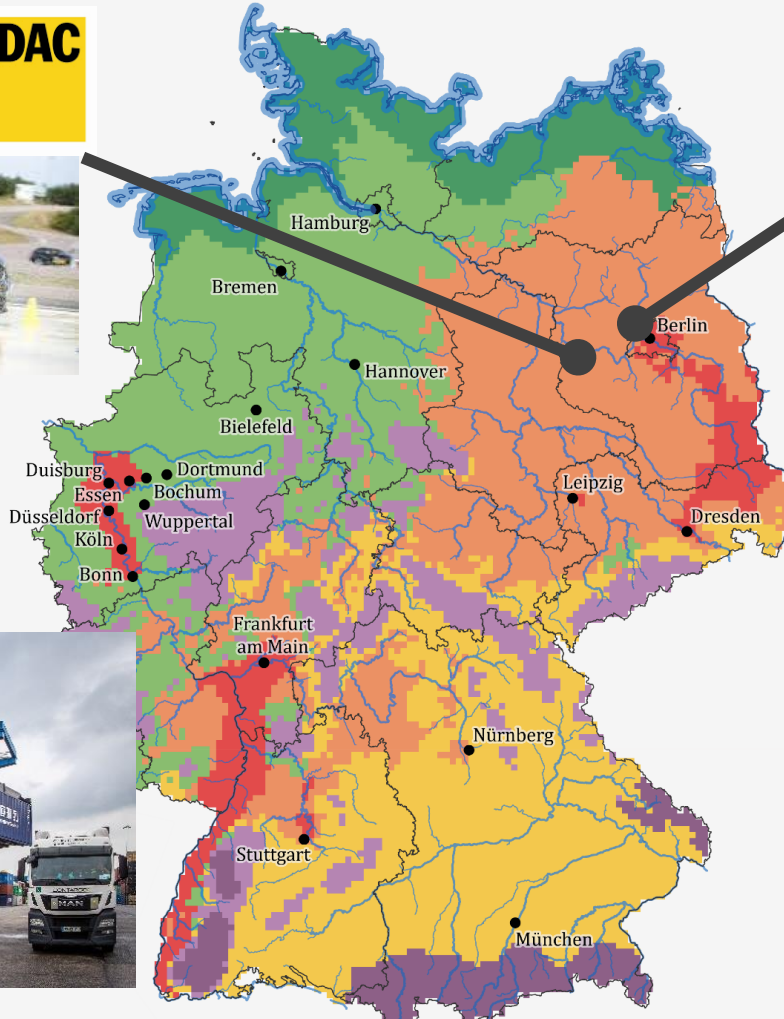 DAC
Hamburg
Bremen
Berlin
Hannover
Bielefeld
Duisburg
Dortmund
Essen
Bochum
Leipzig
Düsseldorf
Wuppertal
Dresden
Köln
Bonn
Frankfurt
am Main
Nürnberg
Stuttgart
München
MAN